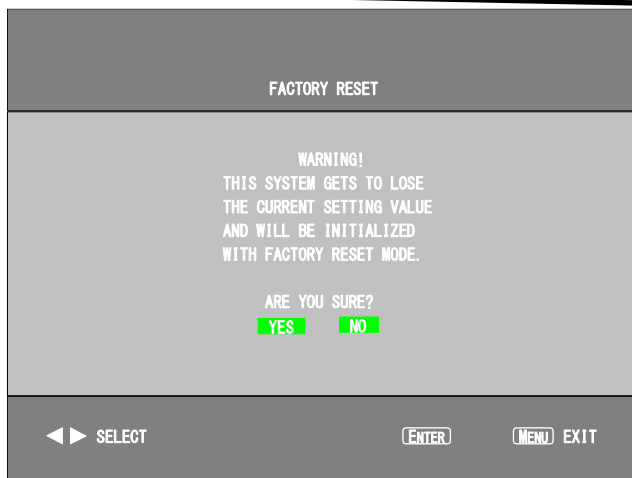 FACTORY RESET
WARNING!
THIS SYSTEM GETS TO LOSE
THE CURRENT SETTING VALUE
AND WILL BE INITIALIZED
WITH FACTORY RESET MODE.
ARE YOU SURE?
YES NO
SELECT ENTER MENU EXIT